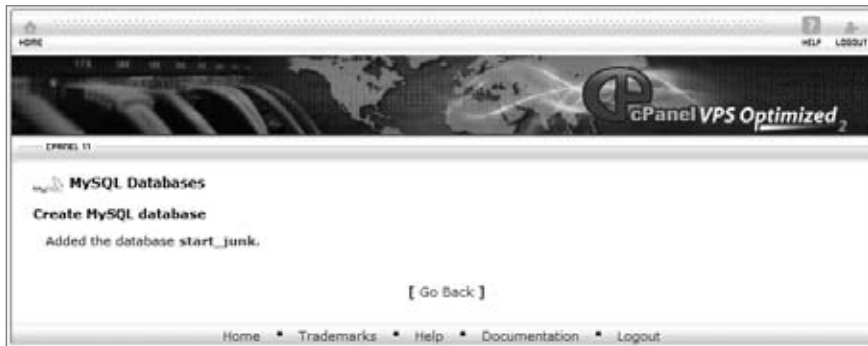 HOME
HELP LOGOUT
cPanel VPS Optimized 2
CPANEL 11
MySQL Databases
Create MySQL database
Added the database start_junk.
[ Go Back ]
Home ▪ Trademarks ▪ Help ▪ Documentation ▪ Logout